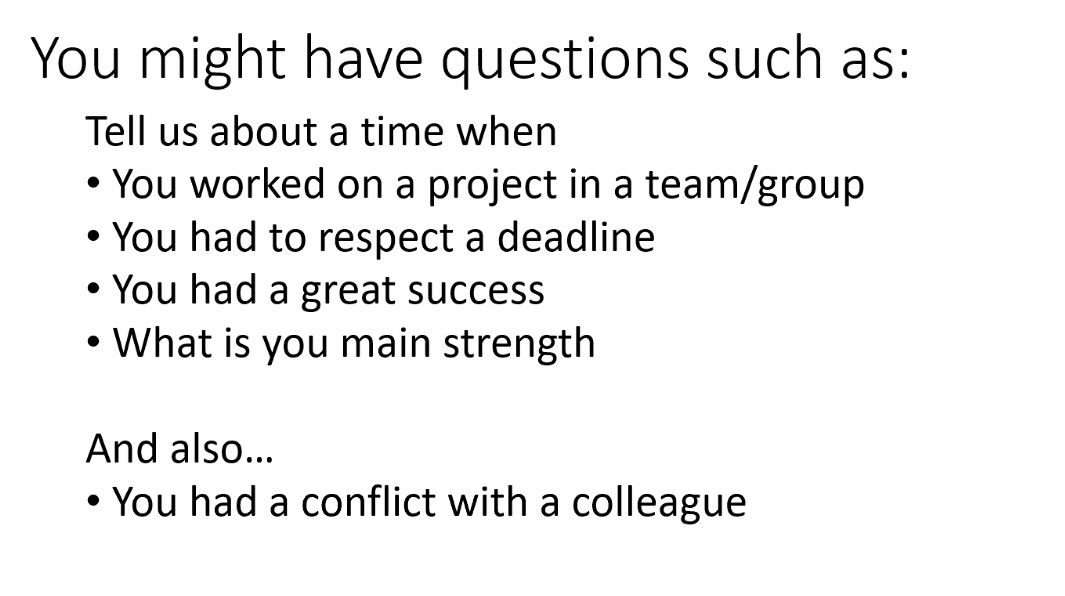 You might have questions such as:
Tell us about a time when
• You worked on a project in a team/group
• You had to respect a deadline
• You had a great success
• What is you main strength
And also...
• You had a conflict with a colleague